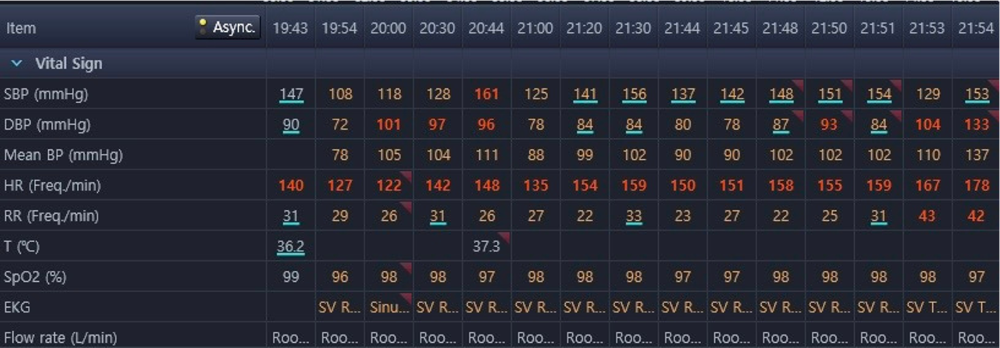 Item Async. 19:43 19:54 20:00 20:30 20:44 21:00 21:20 21:30 21:44 21:45 21:48 21:50 21:51 21:53 21:54
Vital Sign
SBP (mmHg) 147 108 118 128 161 125 141 156 137 142 148 151 154 129 153
DBP (mmHg) 90 72 101 97 96 78 84 84 80 78 87 93 84 104 133
Mean BP (mmHg) 78 105 104 111 88 99 102 90 90 102 102 102 110 137
HR (Freq./min) 140 127 122 142 148 135 154 159 150 151 158 155 159 167 178
RR (Freq./min) 31 29 26 31 26 27 22 33 23 27 22 25 31 43 42
T (℃) 36.2 37.3
SpO2 (%) 99 96 98 98 97 98 98 98 97 97 98 98 98 98 97
EKG SV R... Sinu... SV R... SV R... SV R... SV R... SV R... SV R... SV R... SV R... SV R... SV R... SV T... SV T...
Flow rate (L/min) Roo... Roo... Roo... Roo... Roo... Roo... Roo... Roo... Roo... Roo... Roo... Roo... Roo... Roo... Roo...